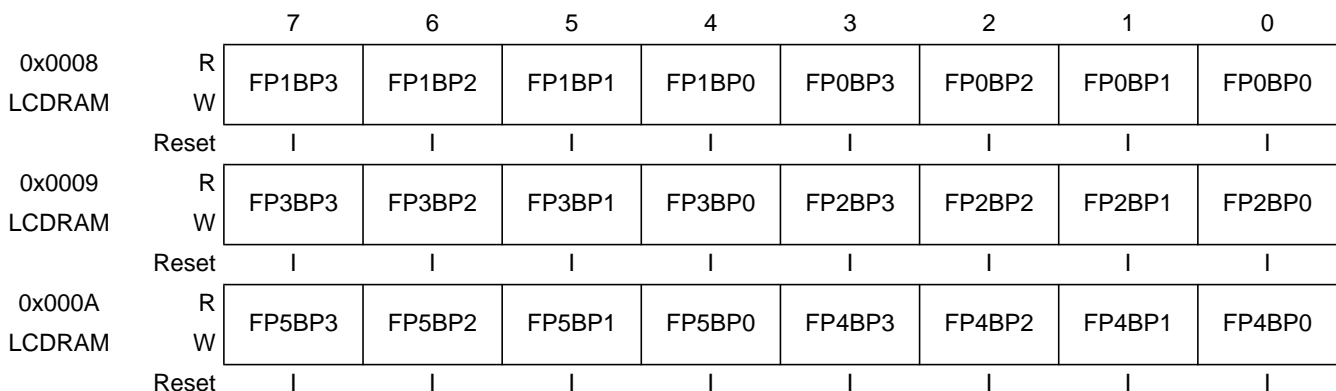 7 6 5 4 3 2 1 0
0x0008 R FP1BP3 FP1BP2 FP1BP1 FP1BP0 FP0BP3 FP0BP2 FP0BP1 FP0BP0
LCDRAM W
Reset I I I I I I I I
0x0009 R FP3BP3 FP3BP2 FP3BP1 FP3BP0 FP2BP3 FP2BP2 FP2BP1 FP2BP0
LCDRAM W
Reset I I I I I I I I
0x000A R FP5BP3 FP5BP2 FP5BP1 FP5BP0 FP4BP3 FP4BP2 FP4BP1 FP4BP0
LCDRAM W
Reset I I I I I I I I